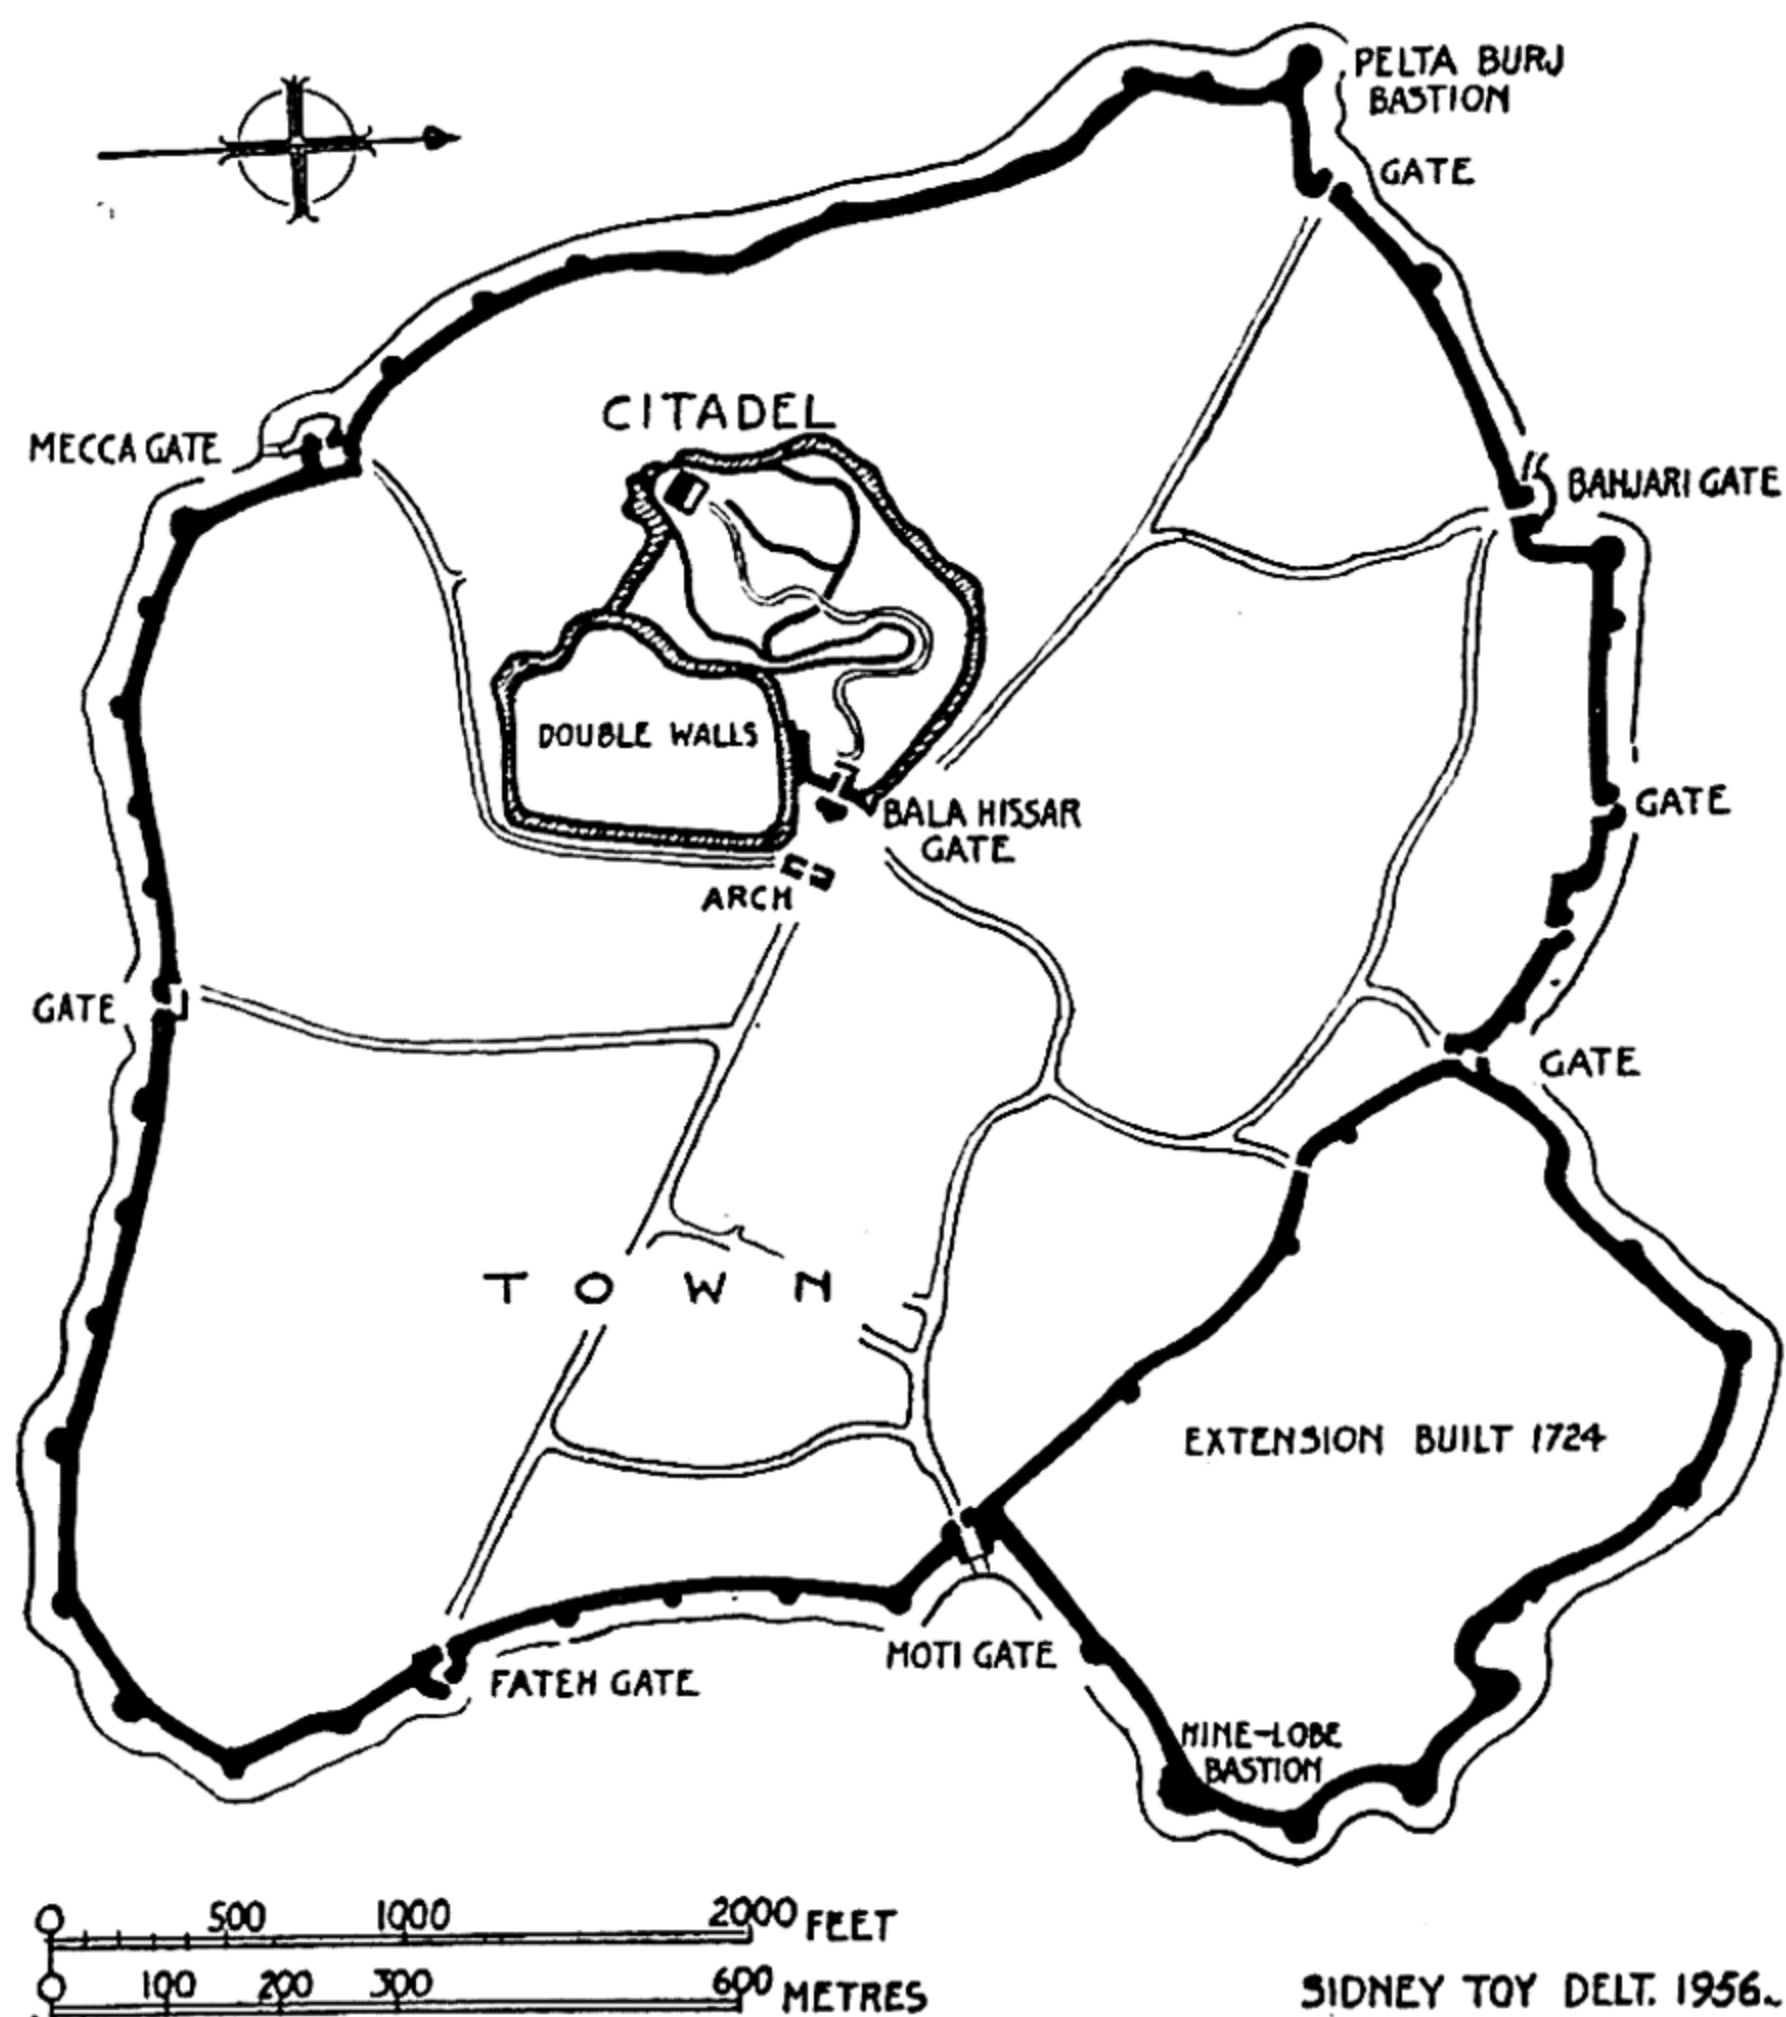 PELTA BURJ
BASTION
GATE
CITADEL
MECCA GATE
BANJARI GATE
DOUBLE WALLS
BALA HISSAR
GATE
GATE
ARCH
GATE
GATE
TOWN
EXTENSION BUILT 1724
MOTI GATE
FATEH GATE
NINE-LOBE
BASTION
0 500 1000 2000 FEET
0 100 200 300 600 METRES
SIDNEY TOY DELT. 1956.